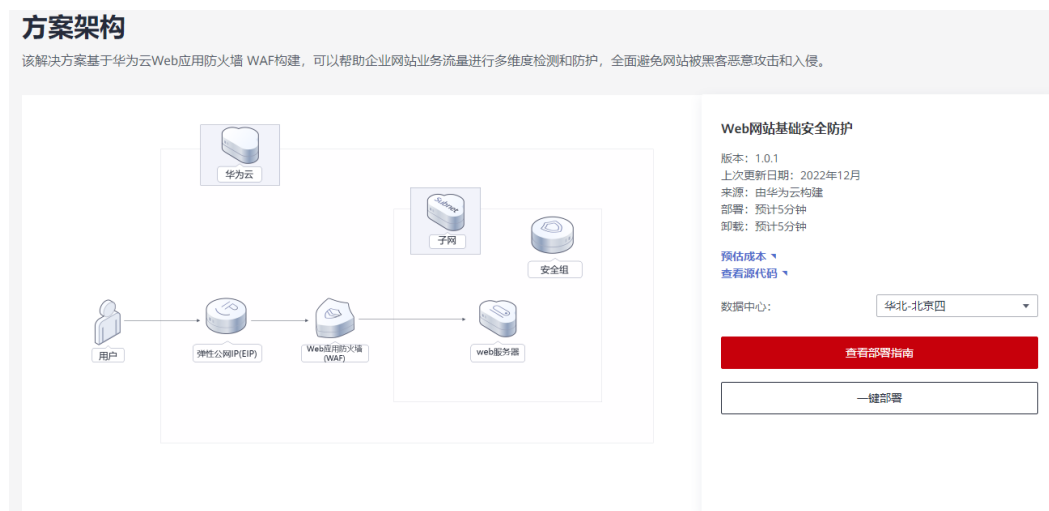 方案架构
该解决方案基于华为云Web应用防火墙 WAF构建，可以帮助企业网站业务流量进行多维度检测和防护，全面避免网站被黑客恶意攻击和入侵。
华为云
Subnet
子网
安全组
IP
用户
弹性公网IP(EIP)
Web应用防火墙
(WAF)
web服务器
Web网站基础安全防护
版本：1.0.1
上次更新日期：2022年12月
来源：由华为云构建
部署：预计5分钟
卸载：预计5分钟
预估成本
查看源代码
数据中心：
华北-北京四
查看部署指南
一键部署